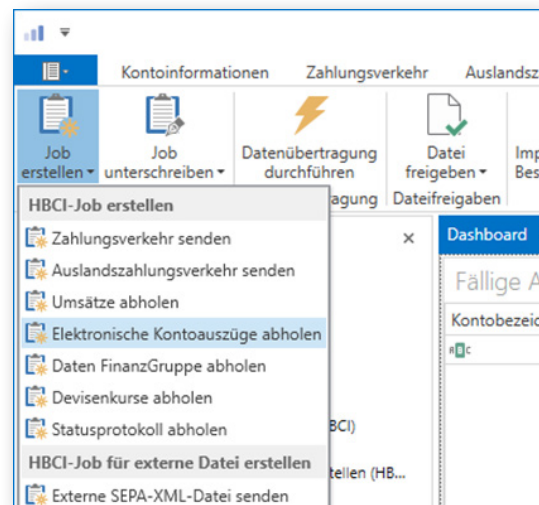 Kontoinformationen Zahlungsverkehr Auslandsz
Job erstellen
Job unterschreiben
Datenübertragung durchführen
Datei freigeben
Imp
Bes
agung Dateifreigaben
HBCI-Job erstellen
Zahlungsverkehr senden
Auslandszahlungsverkehr senden
Umsätze abholen
Elektronische Kontoauszüge abholen
Daten FinanzGruppe abholen
Devisenkurse abholen
Statusprotokoll abholen
HBCI-Job für externe Datei erstellen
Externe SEPA-XML-Datei senden
BCI)
tellen (HB...
Dashboard
Fällige A
Kontobezeic